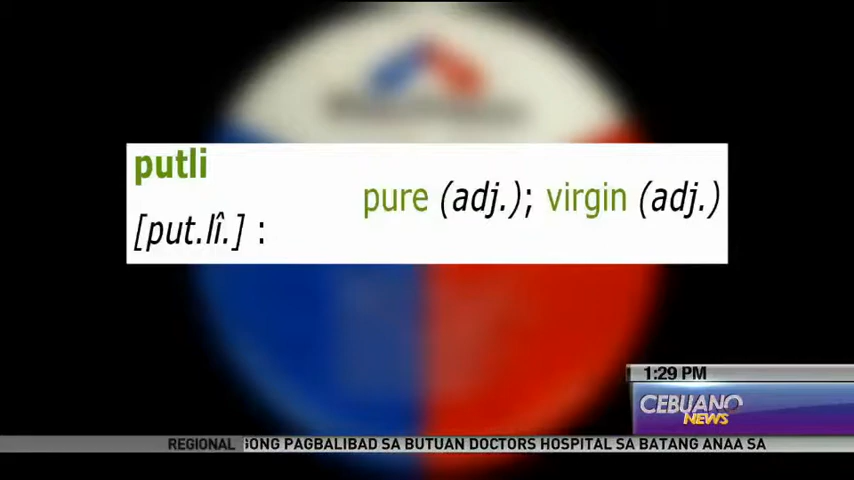 putli
pure (adj.); virgin (adj.)
[put.lî.] :
1:29 PM
CEBUANO
NEWS
REGIONAL
GONG PAGBALIBAD SA BUTUAN DOCTORS HOSPITAL SA BATANG ANAA SA